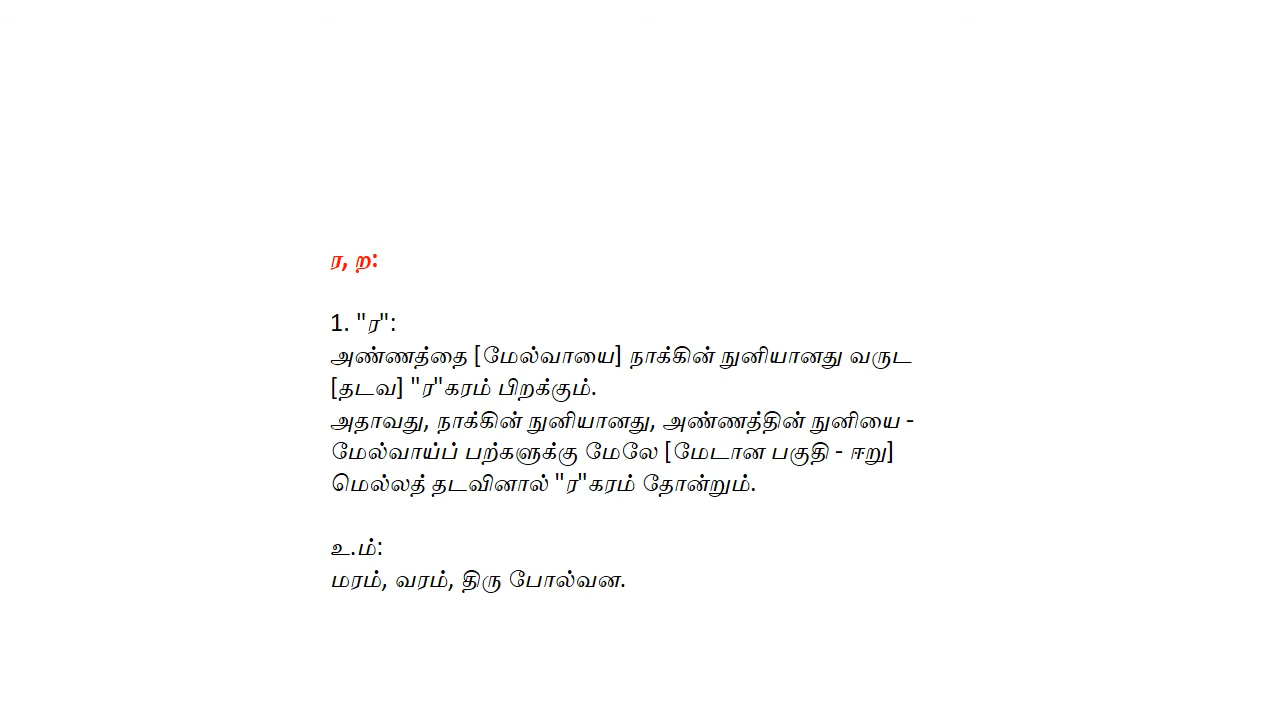 ர, ற:
1. "ர":
அண்ணத்தை [மேல்வாயை] நாக்கின் நுனியானது வருட
[தடவ] "ர"கரம் பிறக்கும்.
அதாவது, நாக்கின் நுனியானது, அண்ணத்தின் நுனியை -
மேல்வாய்ப் பற்களுக்கு மேலே [மேடான பகுதி - ஈறு]
மெல்லத் தடவினால் "ர"கரம் தோன்றும்.
உ.ம்:
மரம், வரம், திரு போல்வன.